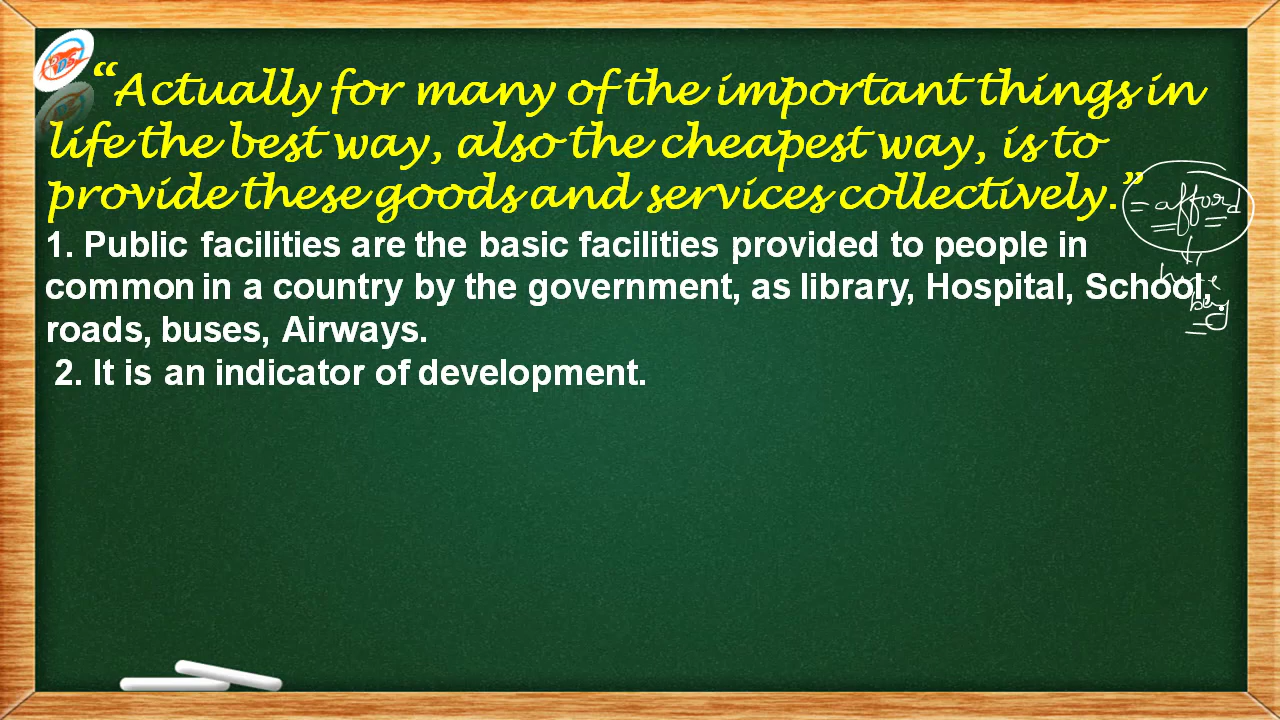 “Actually for many of the important things in
life the best way, also the cheapest way, is to
provide these goods and services collectively.”
= afford
1. Public facilities are the basic facilities provided to people in
common in a country by the government, as library, Hospital, School,
roads, buses, Airways.
2. It is an indicator of development.